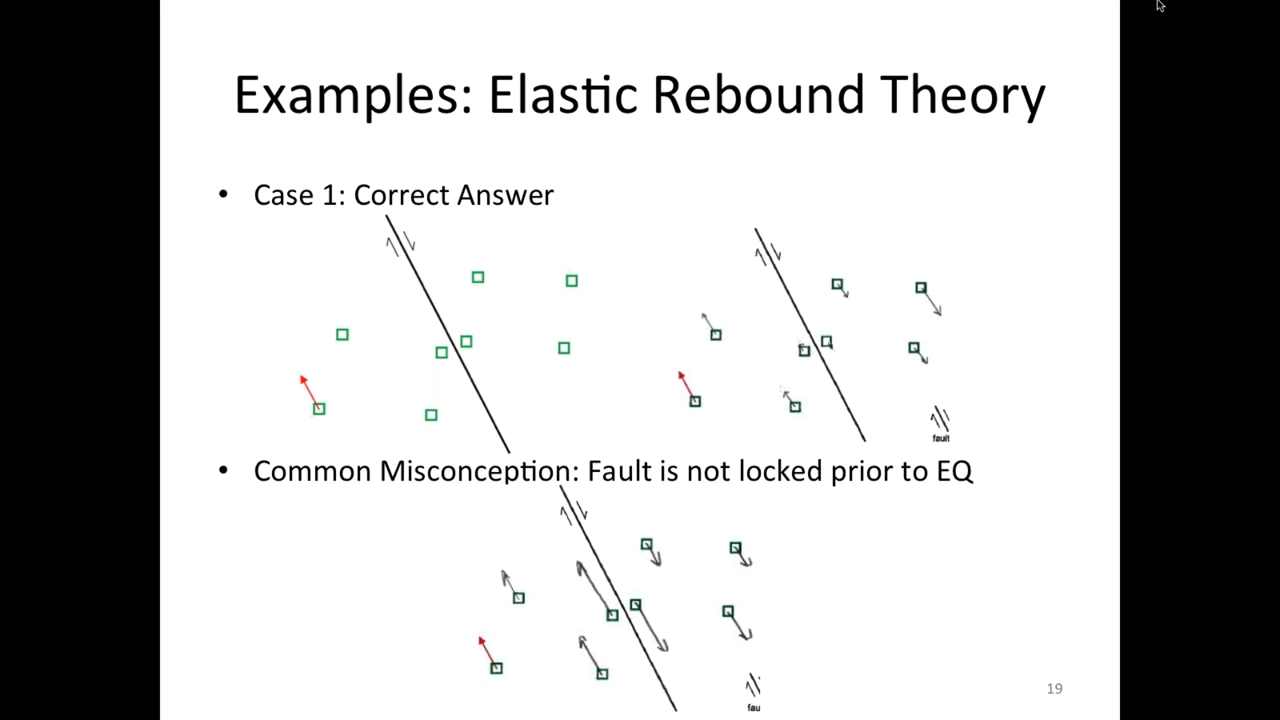 Examples: Elastic Rebound Theory
• Case 1: Correct Answer
fault
• Common Misconception: Fault is not locked prior to EQ
fau
19